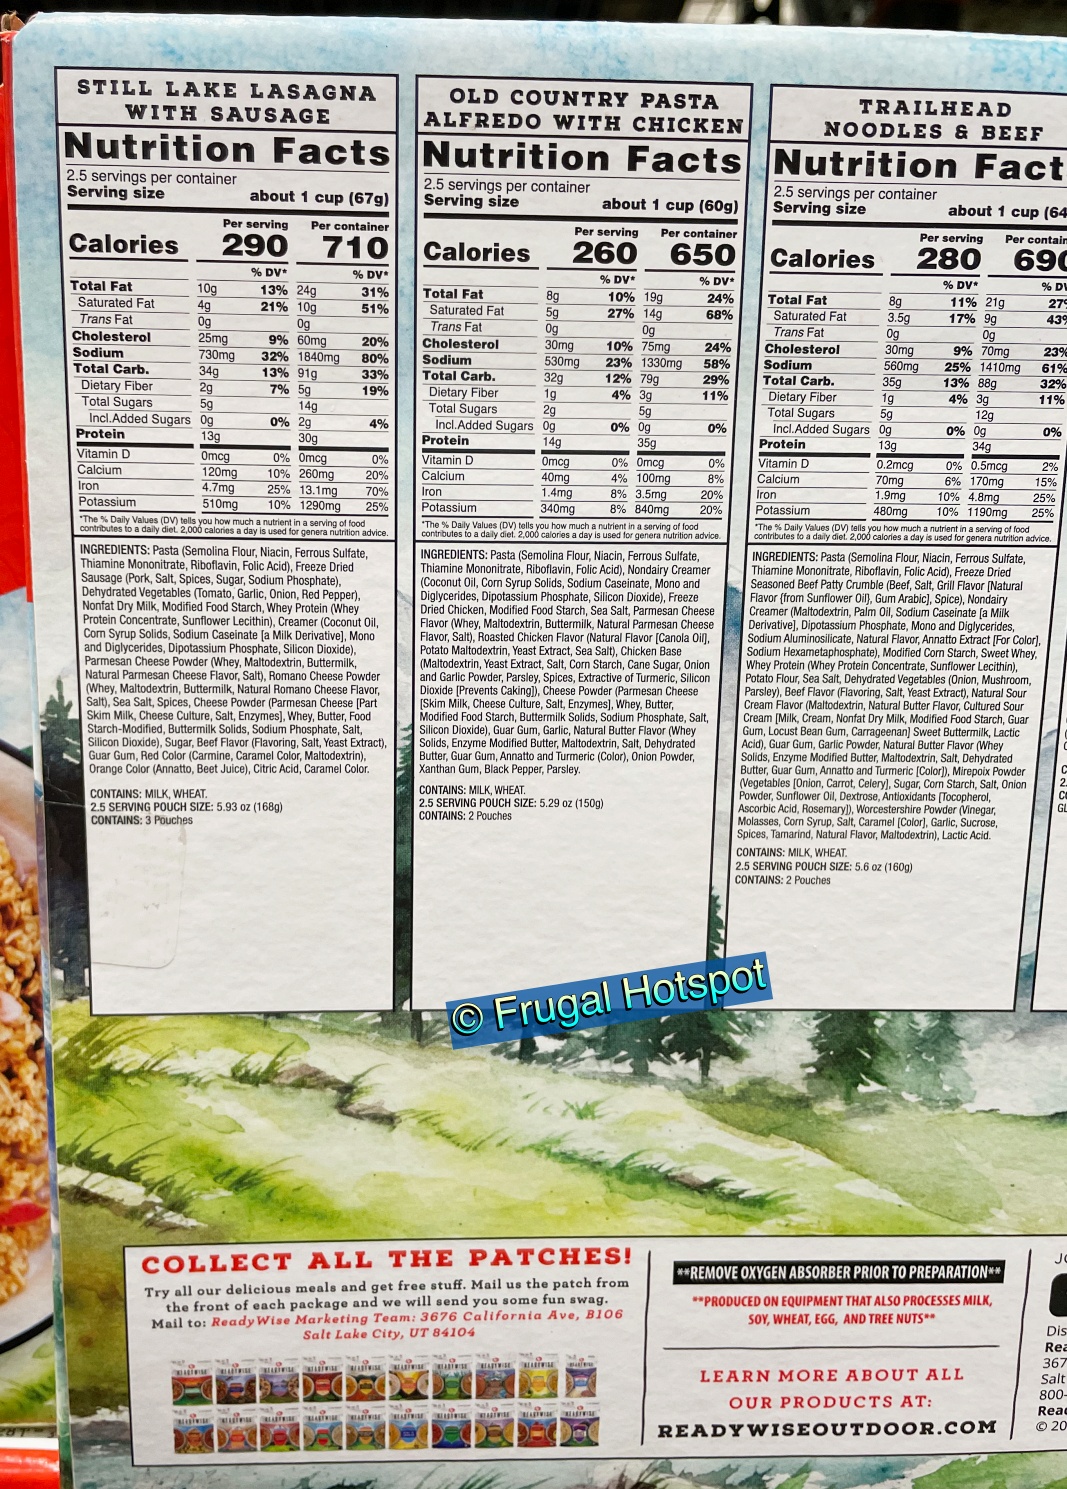 STILL LAKE LASAGNA
WITH SAUSAGE
Nutrition Facts
2.5 servings per container
Serving size about 1 cup (67g)
Per serving Per container
Calories 290 710
% DV* % DV*
Total Fat 10g 13% 24g 31%
Saturated Fat 4g 21% 10g 51%
Trans Fat 0g 0g
Cholesterol 25mg 9% 60mg 20%
Sodium 730mg 32% 1840mg 80%
Total Carb. 34g 13% 91g 33%
Dietary Fiber 2g 7% 5g 19%
Total Sugars 5g 14g
Incl.Added Sugars 0g 0% 2g 4%
Protein 13g 30g
Vitamin D 0mcg 0% 0mcg 0%
Calcium 120mg 10% 260mg 20%
Iron 4.7mg 25% 13.1mg 70%
Potassium 510mg 10% 1290mg 25%
*The % Daily Values (DV) tells you how much a nutrient in a serving of food
contributes to a daily diet. 2,000 calories a day is used for genera nutrition advice.
INGREDIENTS: Pasta (Semolina Flour, Niacin, Ferrous Sulfate,
Thiamine Mononitrate, Riboflavin, Folic Acid), Freeze Dried
Sausage (Pork, Salt, Spices, Sugar, Sodium Phosphate),
Dehydrated Vegetables (Tomato, Garlic, Onion, Red Pepper),
Nonfat Dry Milk, Modified Food Starch, Whey Protein (Whey
Protein Concentrate, Sunflower Lecithin), Creamer (Coconut Oil,
Corn Syrup Solids, Sodium Caseinate [a Milk Derivative], Mono
and Diglycerides, Dipotassium Phosphate, Silicon Dioxide),
Parmesan Cheese Powder (Whey, Maltodextrin, Buttermilk,
Natural Parmesan Cheese Flavor, Salt), Romano Cheese Powder
(Whey, Maltodextrin, Buttermilk, Natural Romano Cheese Flavor,
Salt), Sea Salt, Spices, Cheese Powder (Parmesan Cheese [Part
Skim Milk, Cheese Culture, Salt, Enzymes], Whey, Butter, Food
Starch-Modified, Buttermilk Solids, Sodium Phosphate, Salt,
Silicon Dioxide), Sugar, Beef Flavor (Flavoring, Salt, Yeast Extract),
Guar Gum, Red Color (Carmine, Caramel Color, Maltodextrin),
Orange Color (Annatto, Beet Juice), Citric Acid, Caramel Color.
CONTAINS: MILK, WHEAT.
2.5 SERVING POUCH SIZE: 5.93 oz (168g)
CONTAINS: 3 Pouches
OLD COUNTRY PASTA
ALFREDO WITH CHICKEN
Nutrition Facts
2.5 servings per container
Serving size about 1 cup (60g)
Per serving Per container
Calories 260 650
% DV* % DV*
Total Fat 8g 10% 19g 24%
Saturated Fat 5g 27% 14g 68%
Trans Fat 0g 0g
Cholesterol 30mg 10% 75mg 24%
Sodium 530mg 23% 1330mg 58%
Total Carb. 32g 12% 79g 29%
Dietary Fiber 1g 4% 3g 11%
Total Sugars 2g 5g
Incl.Added Sugars 0g 0% 0g 0%
Protein 14g 35g
Vitamin D 0mcg 0% 0mcg 0%
Calcium 40mg 4% 100mg 8%
Iron 1.4mg 8% 3.5mg 20%
Potassium 340mg 8% 840mg 20%
*The % Daily Values (DV) tells you how much a nutrient in a serving of food
contributes to a daily diet. 2,000 calories a day is used for genera nutrition advice.
INGREDIENTS: Pasta (Semolina Flour, Niacin, Ferrous Sulfate,
Thiamine Mononitrate, Riboflavin, Folic Acid), Nondairy Creamer
(Coconut Oil, Corn Syrup Solids, Sodium Caseinate, Mono and
Diglycerides, Dipotassium Phosphate, Silicon Dioxide), Freeze
Dried Chicken, Modified Food Starch, Sea Salt, Parmesan Cheese
Flavor (Whey, Maltodextrin, Buttermilk, Natural Parmesan Cheese
Flavor, Salt), Roasted Chicken Flavor (Natural Flavor [Canola Oil],
Potato Maltodextrin, Yeast Extract, Sea Salt), Chicken Base
(Maltodextrin, Yeast Extract, Salt, Corn Starch, Cane Sugar, Onion
and Garlic Powder, Parsley, Spices, Extractive of Turmeric, Silicon
Dioxide [Prevents Caking]), Cheese Powder (Parmesan Cheese
[Skim Milk, Cheese Culture, Salt, Enzymes], Whey, Butter,
Modified Food Starch, Buttermilk Solids, Sodium Phosphate, Salt,
Silicon Dioxide), Guar Gum, Garlic, Natural Butter Flavor (Whey
Solids, Enzyme Modified Butter, Maltodextrin, Salt, Dehydrated
Butter, Guar Gum, Annatto and Turmeric (Color), Onion Powder,
Xanthan Gum, Black Pepper, Parsley.
CONTAINS: MILK, WHEAT.
2.5 SERVING POUCH SIZE: 5.29 oz (150g)
CONTAINS: 2 Pouches
TRAILHEAD
NOODLES & BEEF
Nutrition Fact
2.5 servings per container
Serving size about 1 cup (64
Per serving Per contain
Calories 280 690
% DV* % DV
Total Fat 8g 11% 21g 27%
Saturated Fat 3.5g 17% 9g 43%
Trans Fat 0g 0g
Cholesterol 30mg 9% 70mg 23%
Sodium 560mg 25% 1410mg 61%
Total Carb. 35g 13% 88g 32%
Dietary Fiber 1g 4% 3g 11%
Total Sugars 5g 12g
Incl.Added Sugars 0g 0% 0g 0%
Protein 13g 34g
Vitamin D 0.2mcg 0% 0.5mcg 2%
Calcium 70mg 6% 170mg 15%
Iron 1.9mg 10% 4.8mg 25%
Potassium 480mg 10% 1190mg 25%
*The % Daily Values (DV) tells you how much a nutrient in a serving of food
contributes to a daily diet. 2,000 calories a day is used for genera nutrition advice.
INGREDIENTS: Pasta (Semolina Flour, Niacin, Ferrous Sulfate,
Thiamine Mononitrate, Riboflavin, Folic Acid), Freeze Dried
Seasoned Beef Patty Crumble (Beef, Salt, Grill Flavor [Natural
Flavor {from Sunflower Oil}, Gum Arabic], Spice), Nondairy
Creamer (Maltodextrin, Palm Oil, Sodium Caseinate [a Milk
Derivative], Dipotassium Phosphate, Mono and Diglycerides,
Sodium Aluminosilicate, Natural Flavor, Annatto Extract [For Color],
Sodium Hexametaphosphate), Modified Corn Starch, Sweet Whey,
Whey Protein (Whey Protein Concentrate, Sunflower Lecithin),
Potato Flour, Sea Salt, Dehydrated Vegetables (Onion, Mushroom,
Parsley), Beef Flavor (Flavoring, Salt, Yeast Extract), Natural Sour
Cream Flavor (Maltodextrin, Natural Butter Flavor, Cultured Sour
Cream [Milk, Cream, Nonfat Dry Milk, Modified Food Starch, Guar
Gum, Locust Bean Gum, Carrageenan] Sweet Buttermilk, Lactic
Acid), Guar Gum, Garlic Powder, Natural Butter Flavor (Whey
Solids, Enzyme Modified Butter, Maltodextrin, Salt, Dehydrated
Butter, Guar Gum, Annatto and Turmeric [Color]), Mirepoix Powder
(Vegetables [Onion, Carrot, Celery], Sugar, Corn Starch, Salt, Onion
Powder, Sunflower Oil, Dextrose, Antioxidants [Tocopherol,
Ascorbic Acid, Rosemary]), Worcestershire Powder (Vinegar,
Molasses, Corn Syrup, Salt, Caramel [Color], Garlic, Sucrose,
Spices, Tamarind, Natural Flavor, Maltodextrin), Lactic Acid.
CONTAINS: MILK, WHEAT.
2.5 SERVING POUCH SIZE: 5.6 oz (160g)
CONTAINS: 2 Pouches
© Frugal Hotspot
COLLECT ALL THE PATCHES!
Try all our delicious meals and get free stuff. Mail us the patch from
the front of each package and we will send you some fun swag.
Mail to: ReadyWise Marketing Team: 3676 California Ave, B106
Salt Lake City, UT 84104
**REMOVE OXYGEN ABSORBER PRIOR TO PREPARATION**
**PRODUCED ON EQUIPMENT THAT ALSO PROCESSES MILK,
SOY, WHEAT, EGG, AND TREE NUTS**
LEARN MORE ABOUT ALL
OUR PRODUCTS AT:
READYWISEOUTDOOR.COM
JO
Dis
Rea
367
Salt
800-
Read
© 20